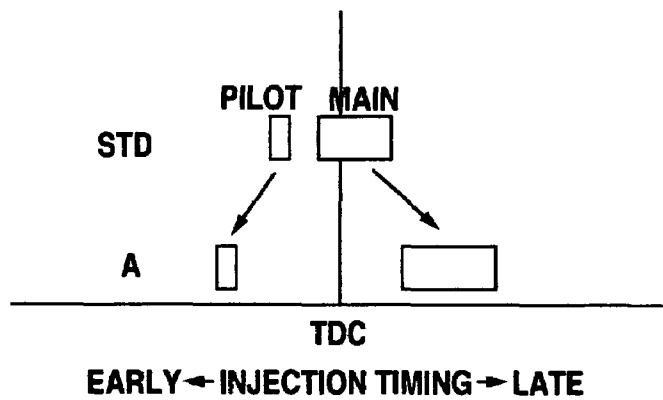 PILOT MAIN
STD
A
TDC
EARLY ← INJECTION TIMING → LATE